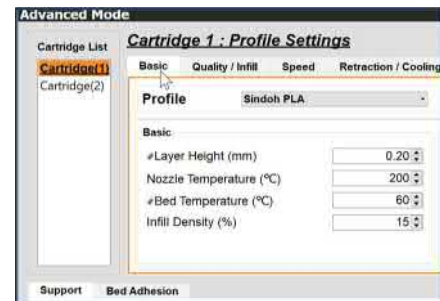 Advanced Mode
Cartridge List
Cartridge(1)
Cartridge(2)
Cartridge 1 : Profile Settings
Basic Quality / Infill Speed Retraction / Cooling
Profile Sindoh PLA
Basic
#Layer Height (mm) 0.20
Nozzle Temperature (℃) 200
#Bed Temperature (℃) 60
Infill Density (%) 15
Support Bed Adhesion